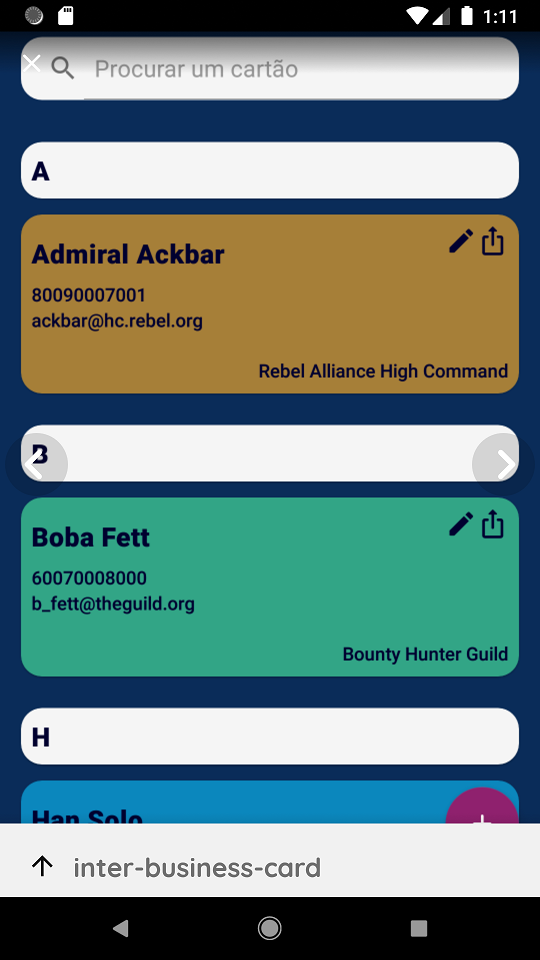 1:11
Procurar um cartão
A
Admiral Ackbar
80090007001
ackbar@hc.rebel.org
Rebel Alliance High Command
B
Boba Fett
60070008000
b_fett@theguild.org
Bounty Hunter Guild
H
Han Solo
inter-business-card